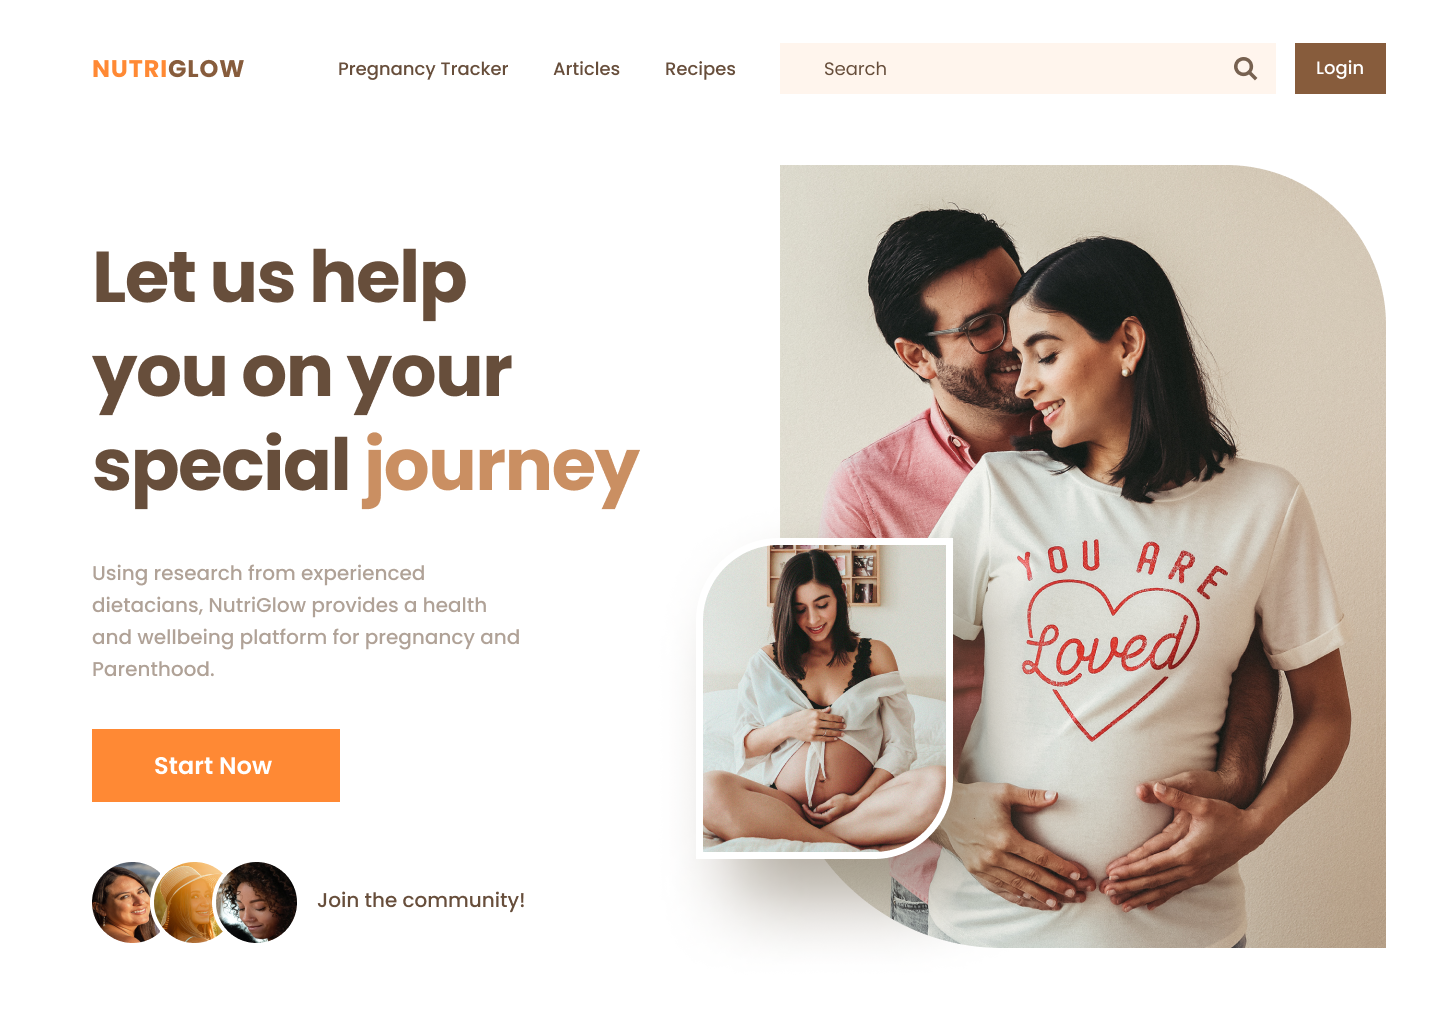 NUTRIGLOW
Pregnancy Tracker
Articles
Recipes
Search
Login
Let us help
you on your
special journey
Using research from experienced
dietacians, NutriGlow provides a health
and wellbeing platform for pregnancy and
Parenthood.
Start Now
Join the community!
YOU ARE
Loved